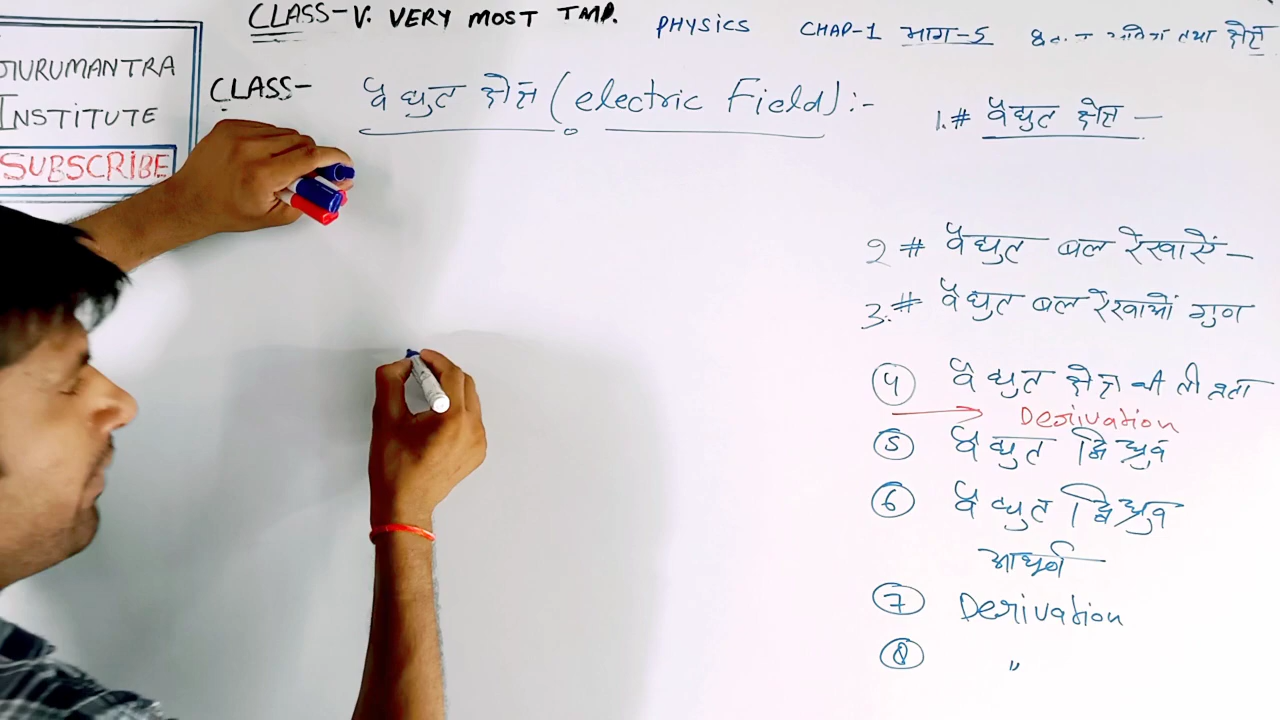 CLASS-V. VERY MOST IMP. PHYSICS CHAP-1 भाग-5 तथा क्षेत्र
GURUMANTRA
INSTITUTE
SUBSCRIBE
CLASS-
वैद्युत क्षेत्र (electric Field):-
1.# वैद्युत क्षेत्र -
2 # वैद्युत बल रेखाऐं -
3.# वैद्युत बल रेखाओं गुण
4 वैद्युत क्षेत्र की तीव्रता
Derivation
5 वैद्युत द्विध्रुव
6 वैद्युत द्विध्रुव
आघूर्ण
7 Derivation
8 "